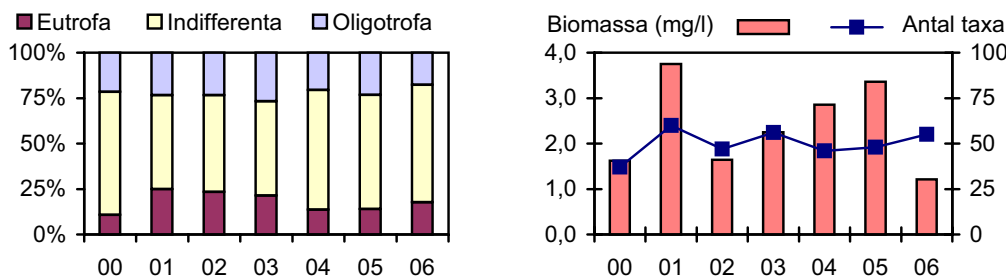 Eutrofa Indifferenta Oligotrofa
100%
75%
50%
25%
0%
00 01 02 03 04 05 06
Biomassa (mg/l) Antal taxa
4,0 100
3,0 75
2,0 50
1,0 25
0,0 0
00 01 02 03 04 05 06